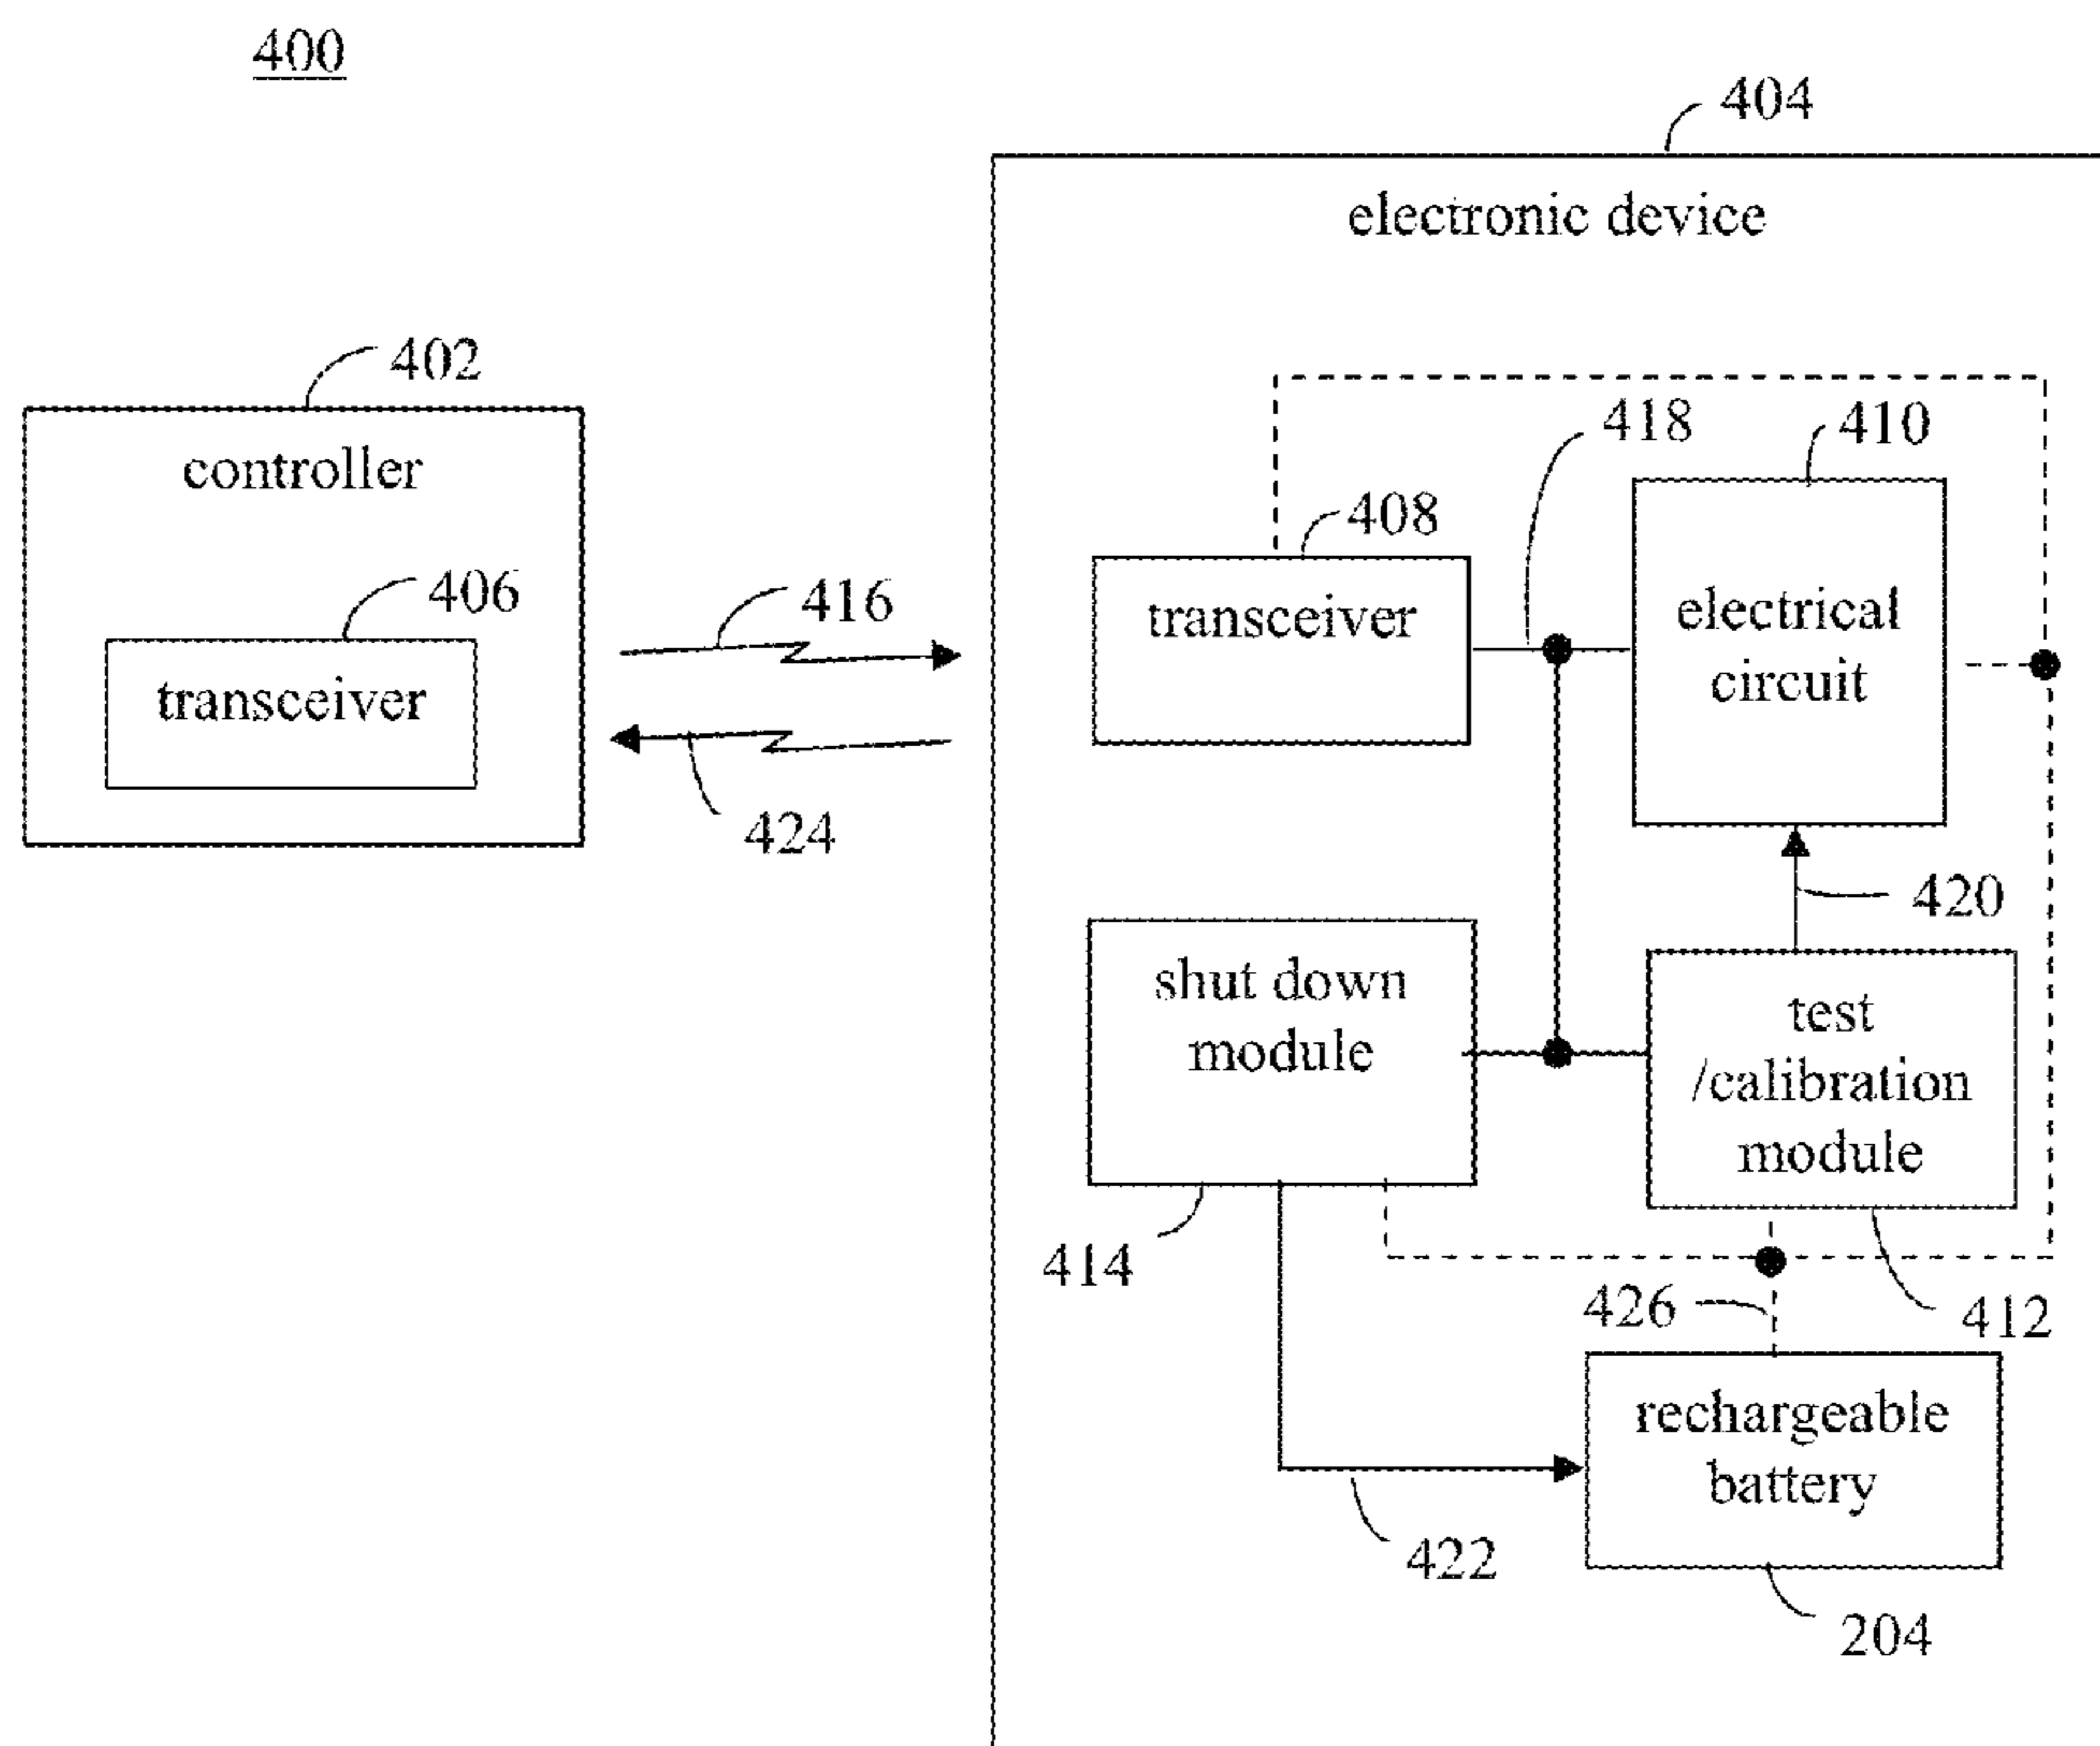 400
404
electronic device
402
controller
418
410
408
406
416
transceiver
electrical
circuit
transceiver
424
420
shut down
module
test
/calibration
module
414
426
412
rechargeable
battery
422
204